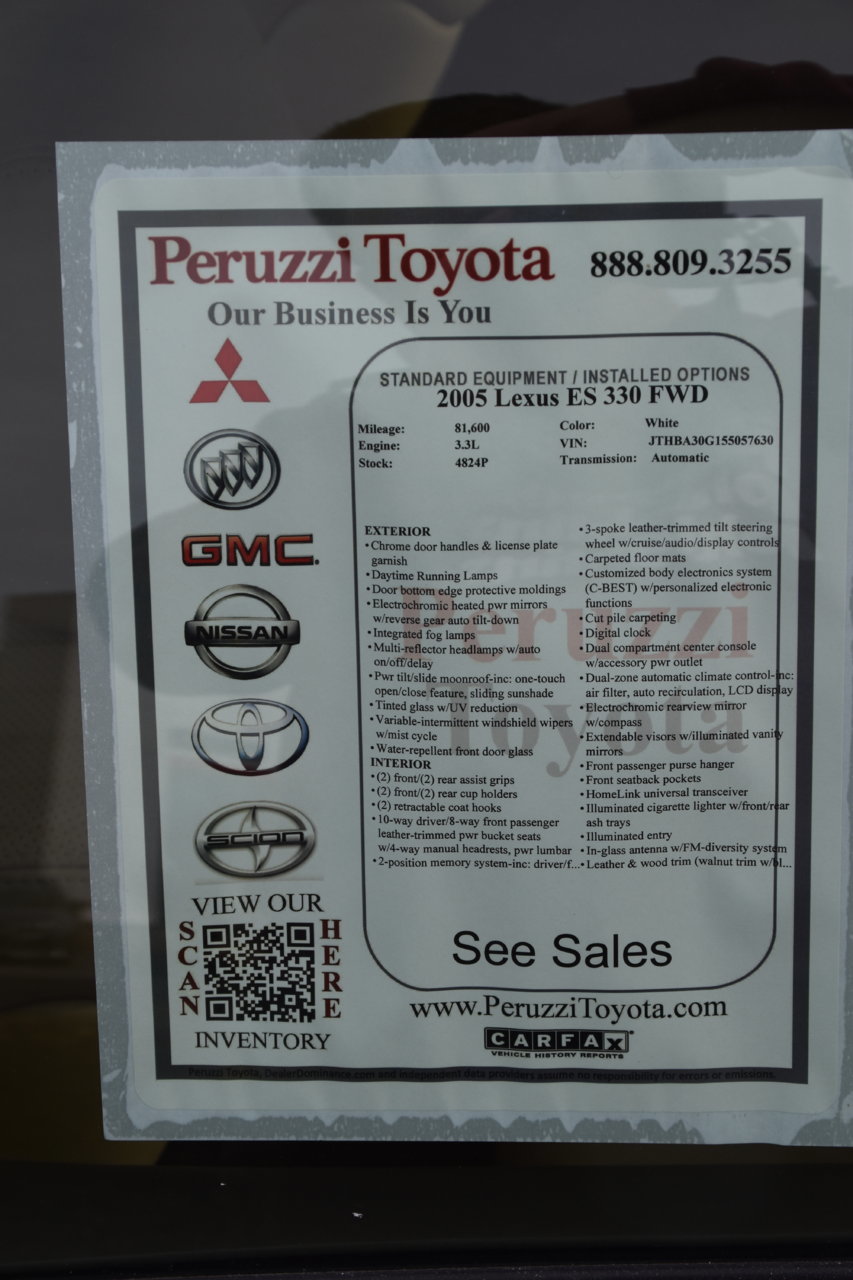 Peruzzi Toyota 888.809.3255
Our Business Is You
STANDARD EQUIPMENT / INSTALLED OPTIONS
2005 Lexus ES 330 FWD
Mileage: 81,600 Color: White
Engine: 3.3L VIN: JTHBA30G155057630
Stock: 4824P Transmission: Automatic
GMC
NISSAN
SCION
EXTERIOR
•Chrome door handles & license plate
garnish
•Daytime Running Lamps
•Door bottom edge protective moldings
•Electrochromic heated pwr mirrors
w/reverse gear auto tilt-down
•Integrated fog lamps
•Multi-reflector headlamps w/auto
on/off/delay
•Pwr tilt/slide moonroof-inc: one-touch
open/close feature, sliding sunshade
•Tinted glass w/UV reduction
•Variable-intermittent windshield wipers
w/mist cycle
•Water-repellent front door glass
INTERIOR
•(2) front/(2) rear assist grips
•(2) front/(2) rear cup holders
•(2) retractable coat hooks
•10-way driver/8-way front passenger
leather-trimmed pwr bucket seats
w/4-way manual headrests, pwr lumbar
•2-position memory system-inc: driver/f...
•3-spoke leather-trimmed tilt steering
wheel w/cruise/audio/display controls
•Carpeted floor mats
•Customized body electronics system
(C-BEST) w/personalized electronic
functions
•Cut pile carpeting
•Digital clock
•Dual compartment center console
w/accessory pwr outlet
•Dual-zone automatic climate control-inc:
air filter, auto recirculation, LCD display
•Electrochromic rearview mirror
w/compass
•Extendable visors w/illuminated vanity
mirrors
•Front passenger purse hanger
•Front seatback pockets
•HomeLink universal transceiver
•Illuminated cigarette lighter w/front/rear
ash trays
•Illuminated entry
•In-glass antenna w/FM-diversity system
•Leather & wood trim (walnut trim w/bl...
Peruzzi
Toyota
VIEW OUR
SCAN
HERE
INVENTORY
See Sales
www.PeruzziToyota.com
CARFAX
VEHICLE HISTORY REPORTS
Peruzzi Toyota, DealerDominance.com and independent data providers assume no responsibility for errors or emissions.